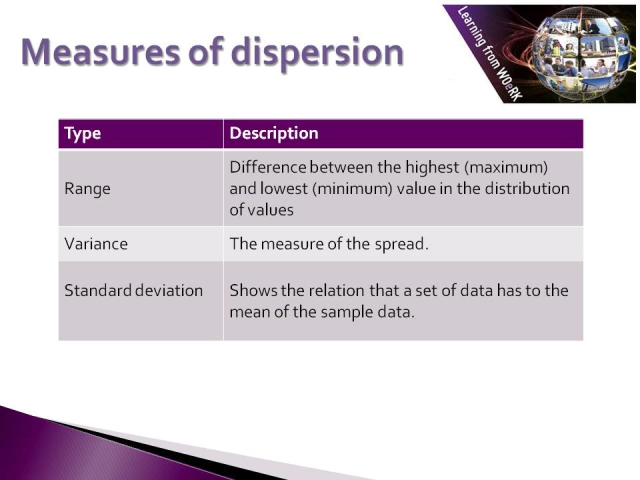 Measures of dispersion
Learning from WOeRK
Type Description
Range
Difference between the highest (maximum)
and lowest (minimum) value in the distribution
of values
Variance The measure of the spread.
Standard deviation Shows the relation that a set of data has to the
mean of the sample data.